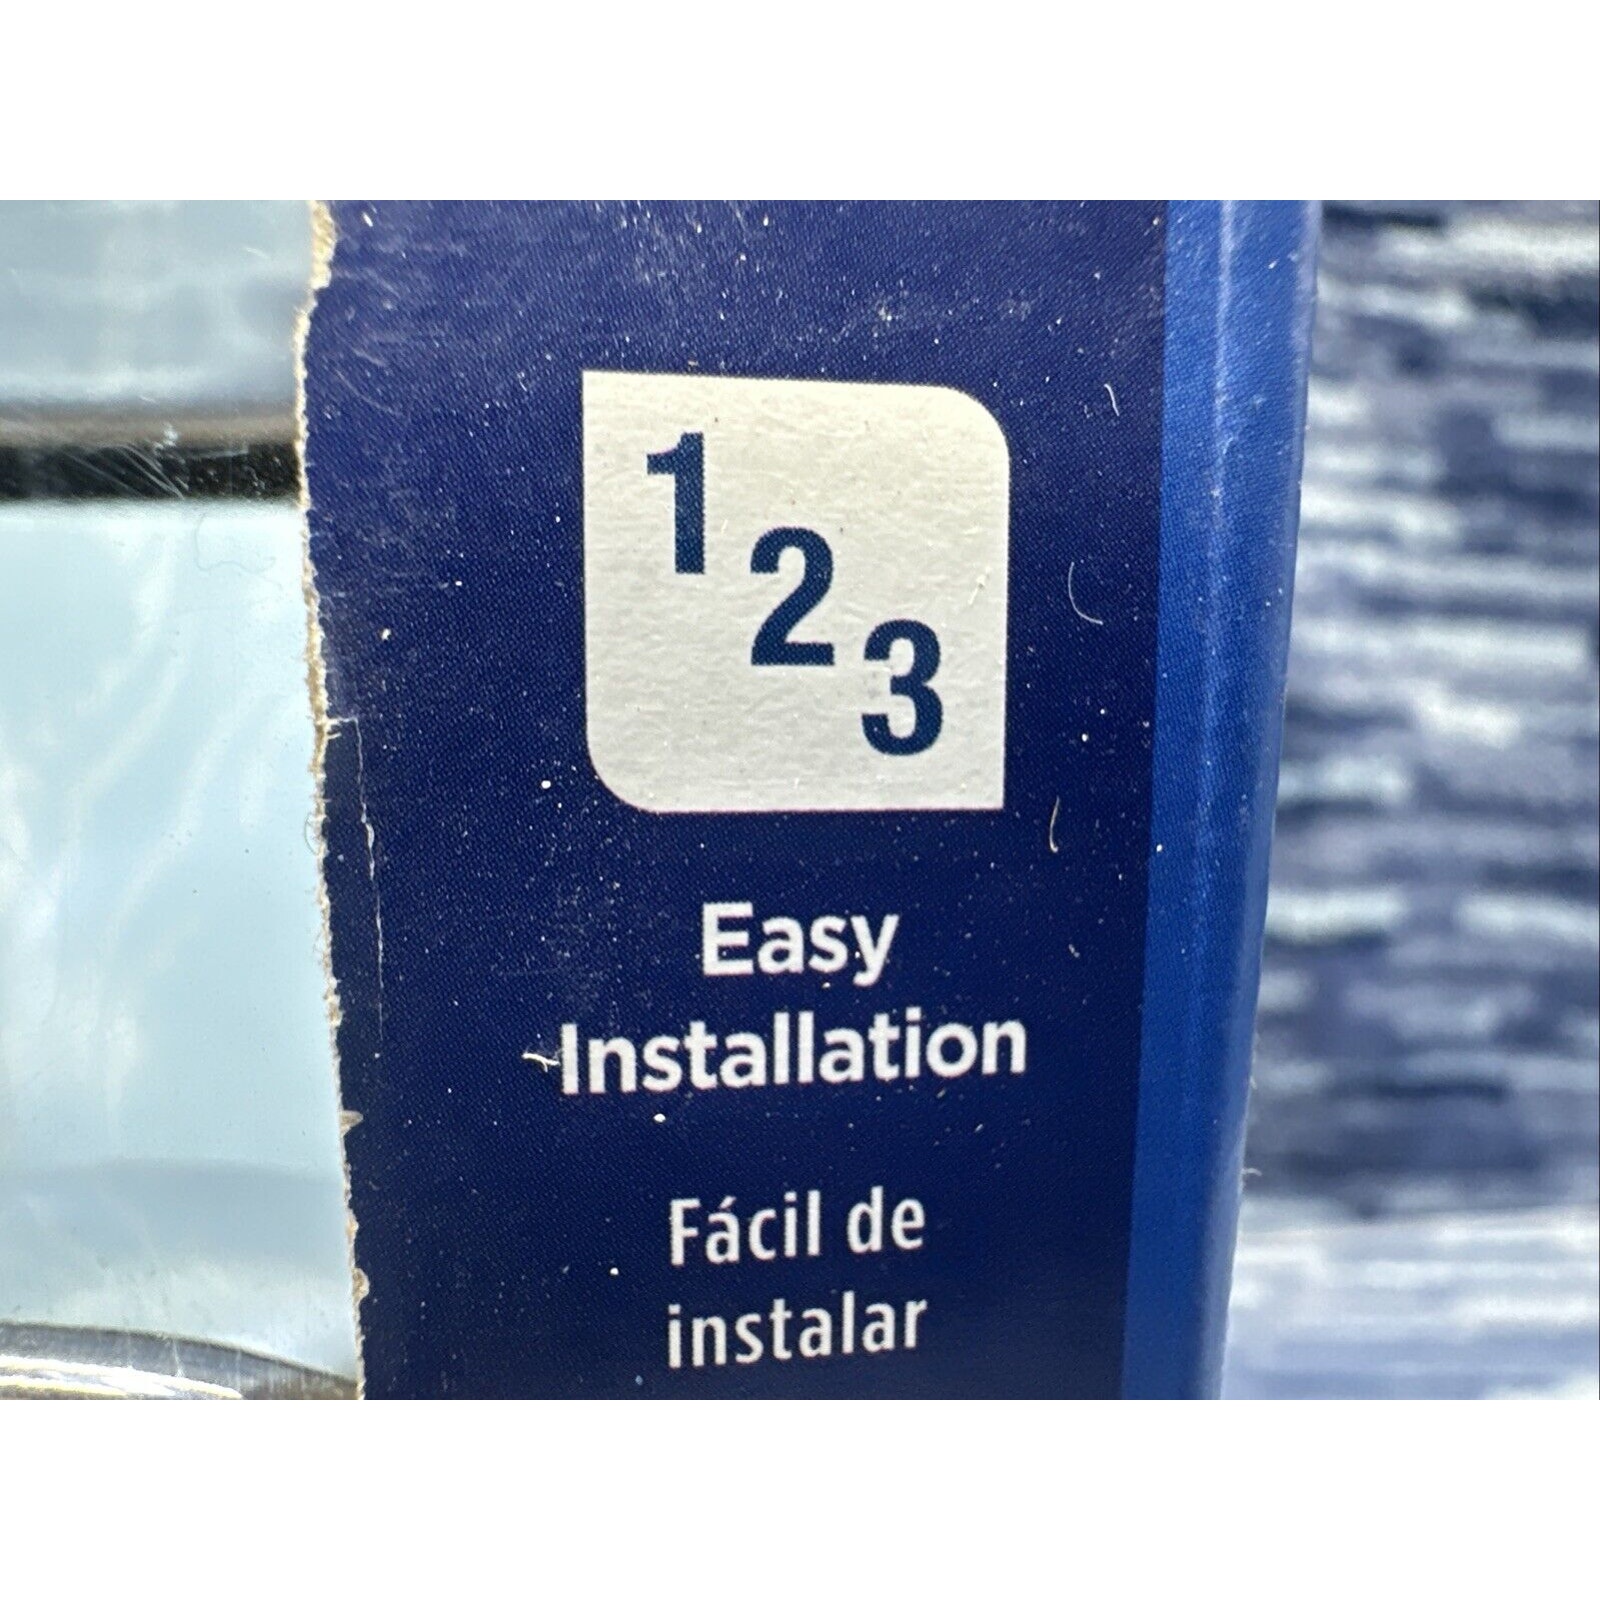 1
2
3
Easy
Installation
Fácil de
instalar